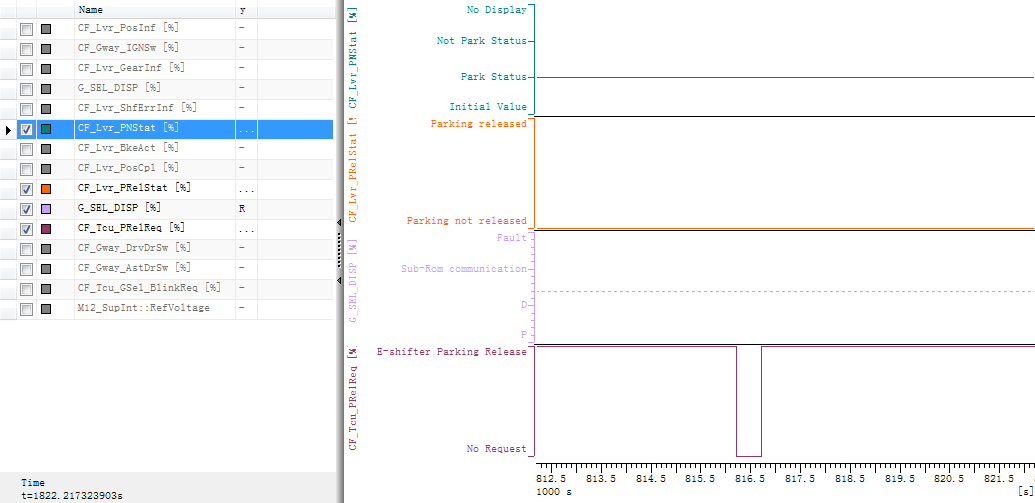 Name y
CF_Lvr_PosInf [%] -
CF_Gway_IGNSw [%] -
CF_Lvr_GearInf [%] -
G_SEL_DISP [%] -
CF_Lvr_ShfErrInf [%] -
CF_Lvr_PNStat [%] ...
CF_Lvr_BkeAct [%] -
CF_Lvr_PosCpl [%] -
CF_Lvr_PRelStat [%] ...
G_SEL_DISP [%] R
CF_Tcu_PRelReq [%] ...
CF_Gway_DrvDrSw [%] -
CF_Gway_AstDrSw [%] -
CF_Tcu_GSel_BlinkReq [%] -
M12_SupInt::RefVoltage -
Time
t=1822.217323903s
CF_Lvr_PNStat [%]
No Display
Not Park Status
Park Status
Initial Value
CF_Lvr_PRelStat
Parking released
Parking not released
G_SEL_DISP [%]
Fault
Sub-Rom communication
D
P
CF_Tcu_PRelReq [%
E-shifter Parking Release
No Request
812.5 813.5 814.5 815.5 816.5 817.5 818.5 819.5 820.5 821.5
1000 s [s]